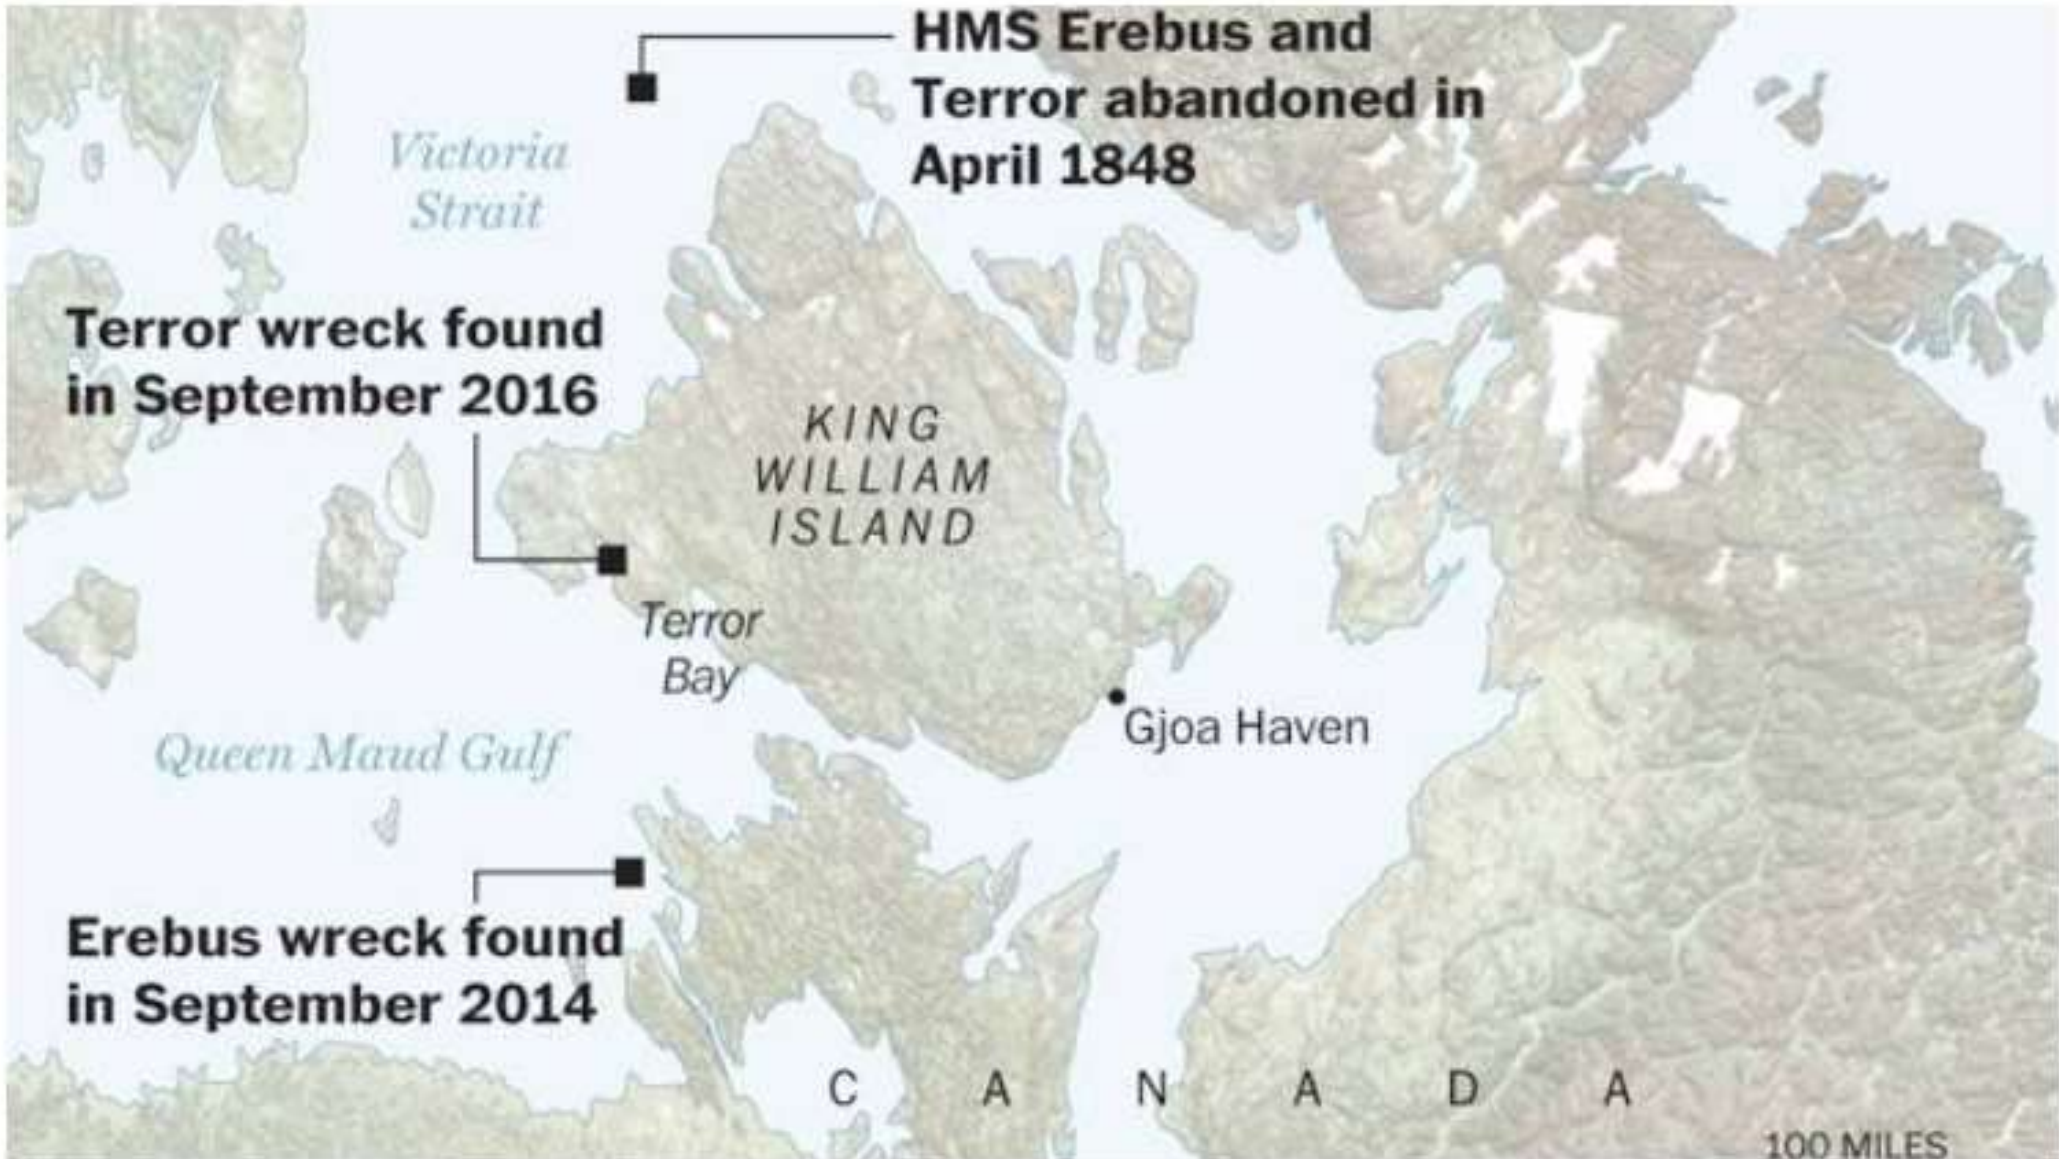 HMS Erebus and
Terror abandoned in
April 1848
Victoria
Strait
Terror wreck found
in September 2016
KING
WILLIAM
ISLAND
Terror
Bay
Gjoa Haven
Queen Maud Gulf
Erebus wreck found
in September 2014
CANADA
100 MILES